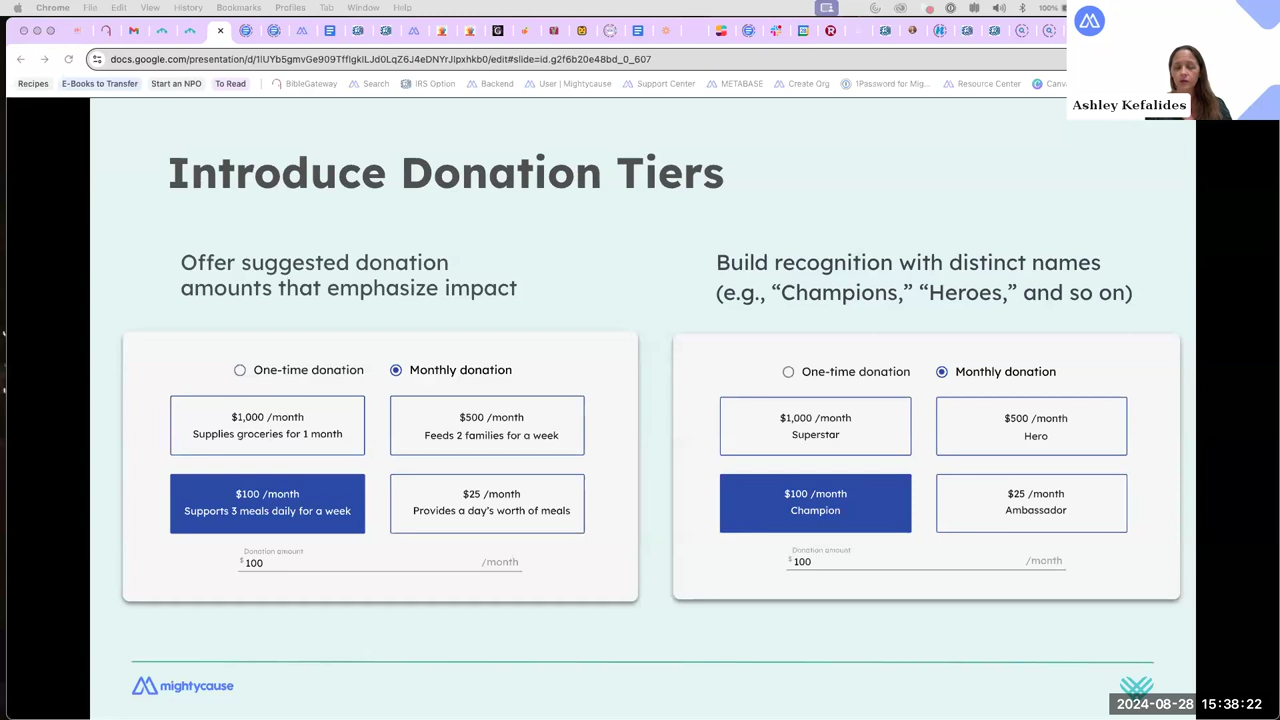 Chrome File Edit View History Bookmarks Profiles Tab Window Help 100%
docs.google.com/presentation/d/
Recipes E-Books to Transfer Start an NPO To Read BibleGateway Search IRS Option Backend User | Mightycause Support Center METABASE Create Org 1Password for Mig... Resource Center Canv
Ashley Kefalides
Introduce Donation Tiers
Offer suggested donation
amounts that emphasize impact
One-time donation Monthly donation
$1,000 /month
Supplies groceries for 1 month
$500 /month
Feeds 2 families for a week
$100 /month
Supports 3 meals daily for a week
$25 /month
Provides a day's worth of meals
Donation amount
$ 100 /month
Build recognition with distinct names
(e.g., “Champions,” “Heroes,” and so on)
One-time donation Monthly donation
$1,000 /month
Superstar
$500 /month
Hero
$100 /month
Champion
$25 /month
Ambassador
Donation amount
$ 100 /month
mightycause
2024-08-28 15:38:22